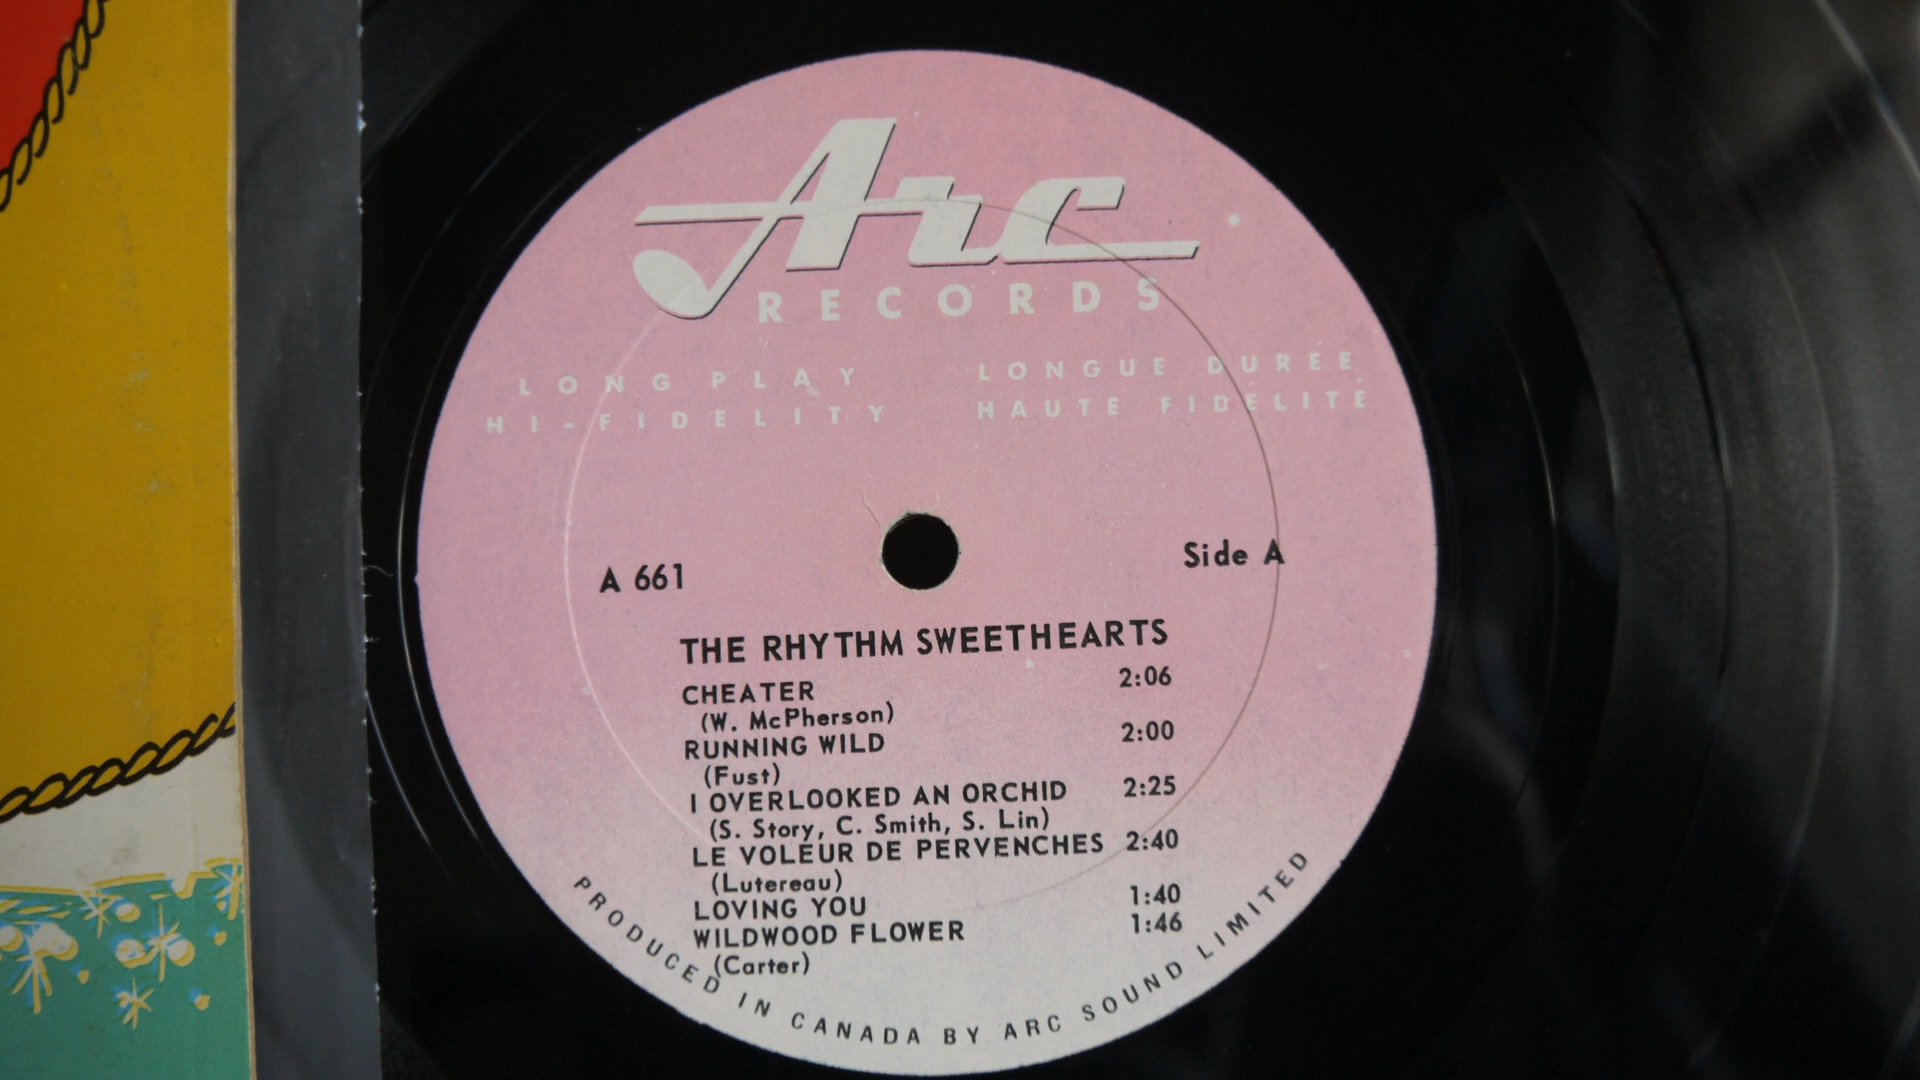 Arc
RECORDS
LONG PLAY LONGUE DURÉE
HI-FIDELITY HAUTE FIDÉLITÉ
A 661 Side A
THE RHYTHM SWEETHEARTS
CHEATER 2:06
(W. McPherson)
RUNNING WILD 2:00
(Fust)
I OVERLOOKED AN ORCHID 2:25
(S. Story, C. Smith, S. Lin)
LE VOLEUR DE PERVENCHES 2:40
(Lutereau)
LOVING YOU 1:40
WILDWOOD FLOWER 1:46
(Carter)
PRODUCED IN CANADA BY ARC SOUND LIMITED